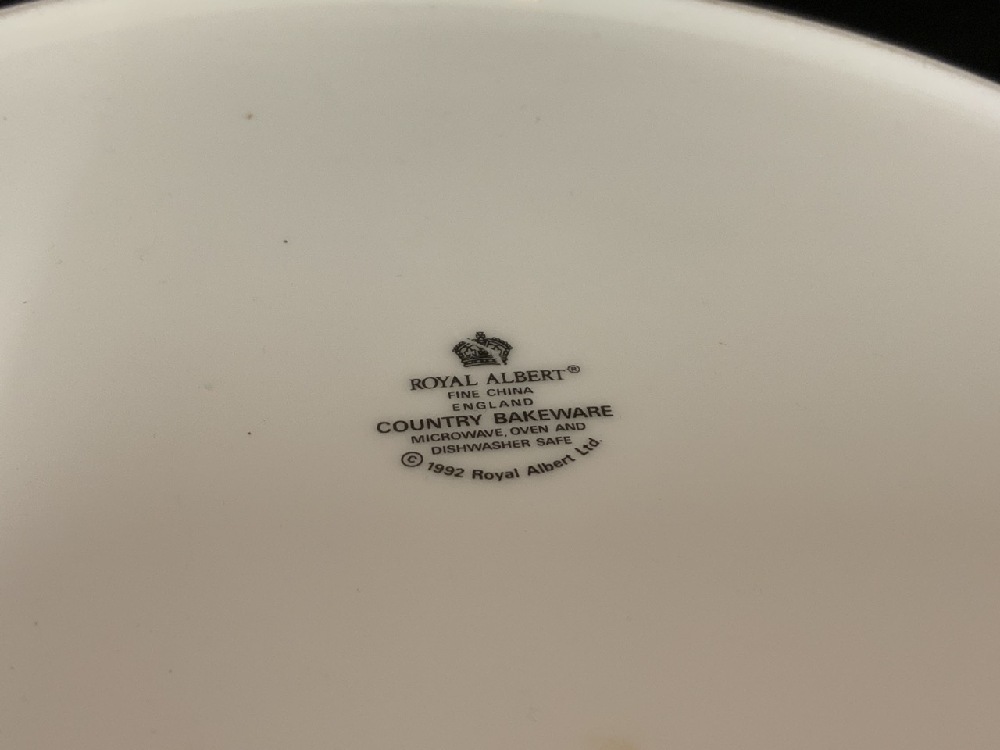 ROYAL ALBERT®
FINE CHINA
ENGLAND
COUNTRY BAKEWARE
MICROWAVE, OVEN AND
DISHWASHER SAFE
© 1992 Royal Albert Ltd.